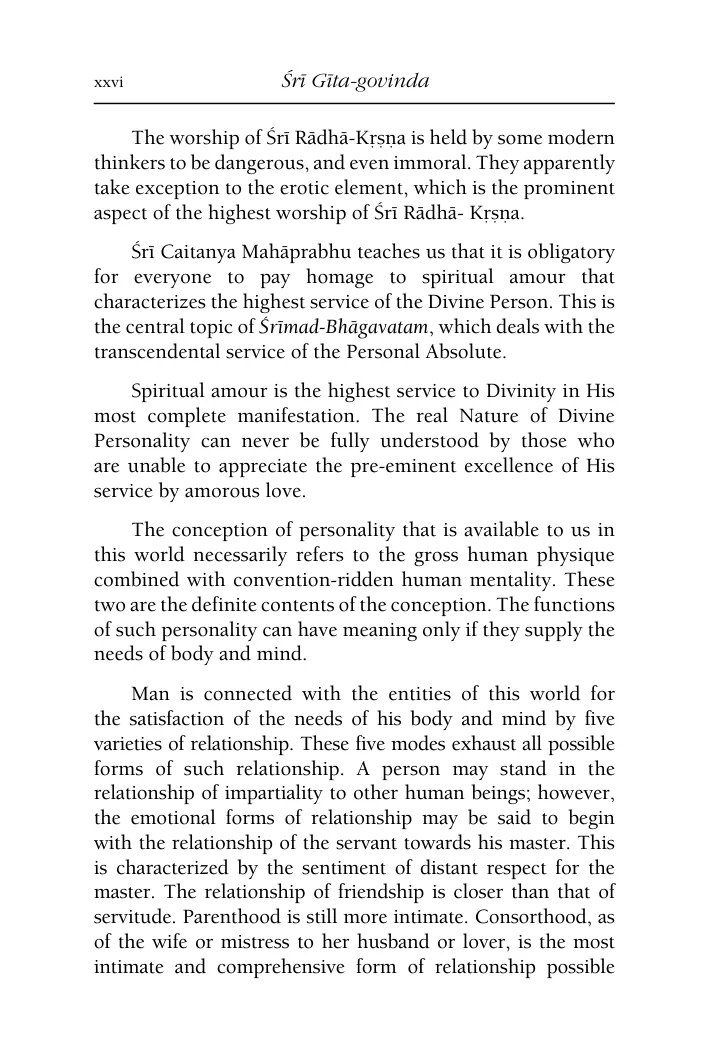 xxvi Śrī Gīta-govinda
The worship of Śrī Rādhā-Kṛṣṇa is held by some modern
thinkers to be dangerous, and even immoral. They apparently
take exception to the erotic element, which is the prominent
aspect of the highest worship of Śrī Rādhā- Kṛṣṇa.
Śrī Caitanya Mahāprabhu teaches us that it is obligatory
for everyone to pay homage to spiritual amour that
characterizes the highest service of the Divine Person. This is
the central topic of Śrīmad-Bhāgavatam, which deals with the
transcendental service of the Personal Absolute.
Spiritual amour is the highest service to Divinity in His
most complete manifestation. The real Nature of Divine
Personality can never be fully understood by those who
are unable to appreciate the pre-eminent excellence of His
service by amorous love.
The conception of personality that is available to us in
this world necessarily refers to the gross human physique
combined with convention-ridden human mentality. These
two are the definite contents of the conception. The functions
of such personality can have meaning only if they supply the
needs of body and mind.
Man is connected with the entities of this world for
the satisfaction of the needs of his body and mind by five
varieties of relationship. These five modes exhaust all possible
forms of such relationship. A person may stand in the
relationship of impartiality to other human beings; however,
the emotional forms of relationship may be said to begin
with the relationship of the servant towards his master. This
is characterized by the sentiment of distant respect for the
master. The relationship of friendship is closer than that of
servitude. Parenthood is still more intimate. Consorthood, as
of the wife or mistress to her husband or lover, is the most
intimate and comprehensive form of relationship possible